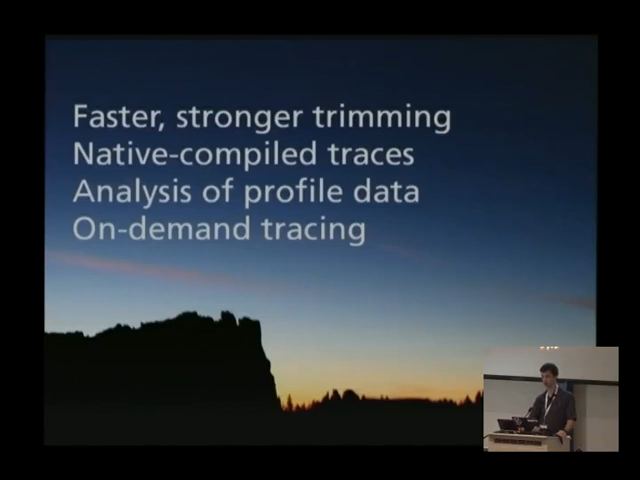 Faster, stronger trimming
Native-compiled traces
Analysis of profile data
On-demand tracing